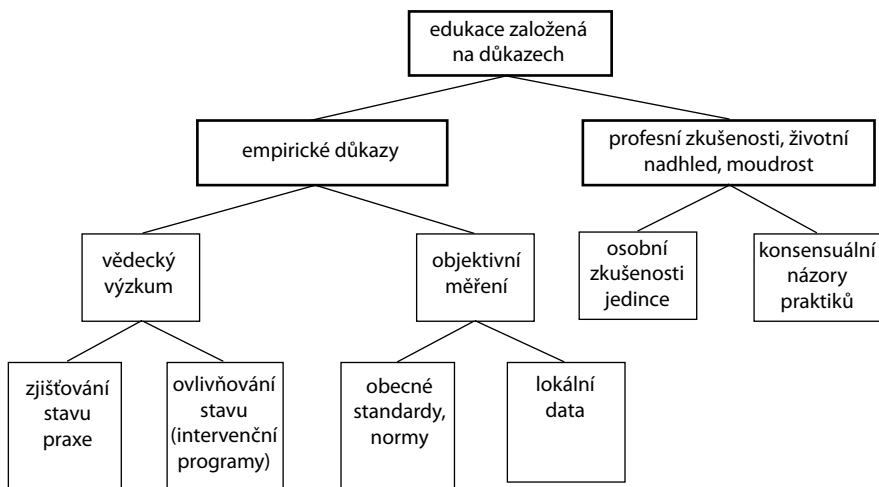 edukace založená
na důkazech
empirické důkazy
profesní zkušenosti, životní
nadhled, moudrost
vědecký
výzkum
objektivní
měření
osobní
zkušenosti
jedince
konsensuální
názory
praktiků
zjišťování
stavu
praxe
ovlivňování
stavu
(intervenční
programy)
obecné
standardy,
normy
lokální
data